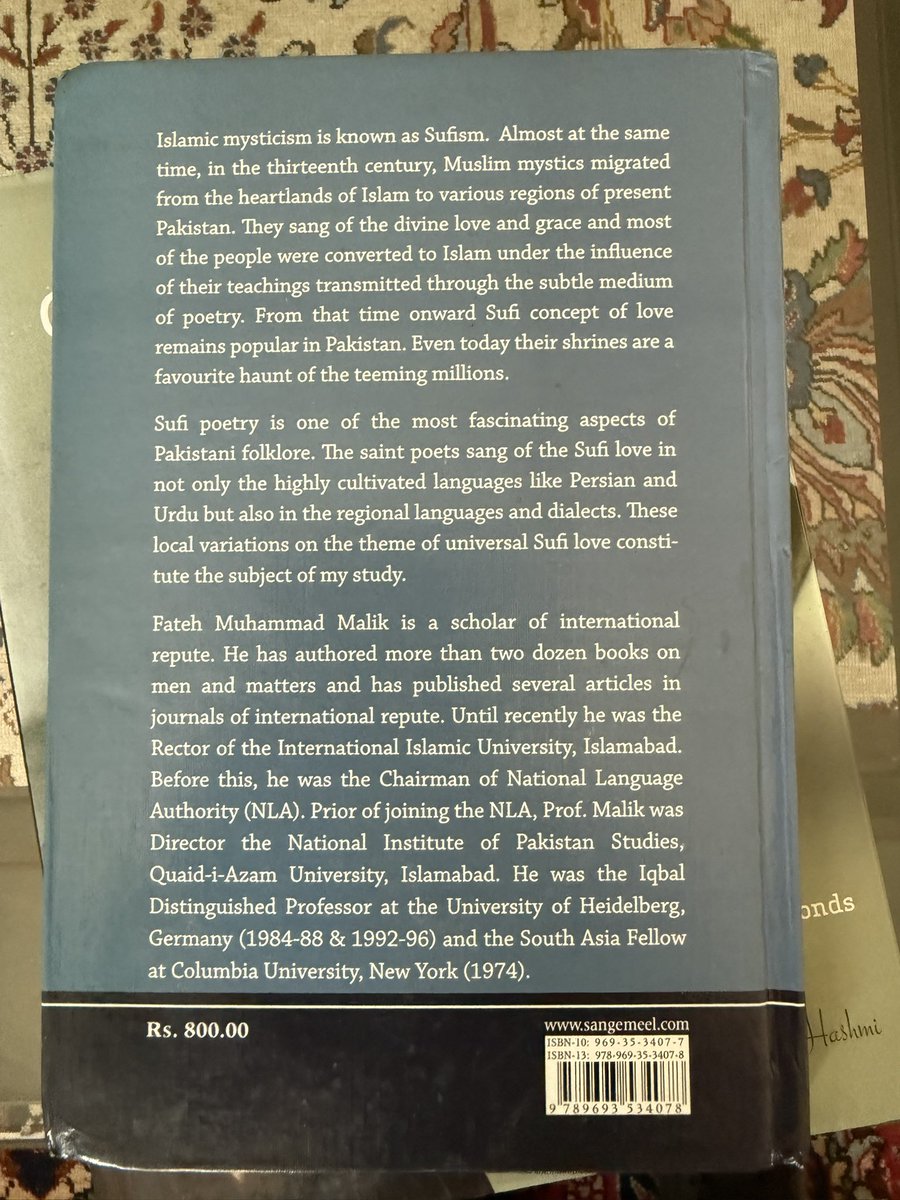 Islamic mysticism is known as Sufism. Almost at the same
time, in the thirteenth century, Muslim mystics migrated
from the heartlands of Islam to various regions of present
Pakistan. They sang of the divine love and grace and most
of the people were converted to Islam under the influence
of their teachings transmitted through the subtle medium
of poetry. From that time onward Sufi concept of love
remains popular in Pakistan. Even today their shrines are a
favourite haunt of the teeming millions.
Sufi poetry is one of the most fascinating aspects of
Pakistani folklore. The saint poets sang of the Sufi love in
not only the highly cultivated languages like Persian and
Urdu but also in the regional languages and dialects. These
local variations on the theme of universal Sufi love consti-
tute the subject of my study.
Fateh Muhammad Malik is a scholar of international
repute. He has authored more than two dozen books on
men and matters and has published several articles in
journals of international repute. Until recently he was the
Rector of the International Islamic University, Islamabad.
Before this, he was the Chairman of National Language
Authority (NLA). Prior of joining the NLA, Prof. Malik was
Director the National Institute of Pakistan Studies,
Quaid-i-Azam University, Islamabad. He was the Iqbal
Distinguished Professor at the University of Heidelberg,
Germany (1984-88 & 1992-96) and the South Asia Fellow
at Columbia University, New York (1974).
Rs. 800.00
www.sangemeel.com
ISBN-10: 969-35-3407-7
ISBN-13: 978-969-35-3407-8
9 789693 534078
onds
Hashmi